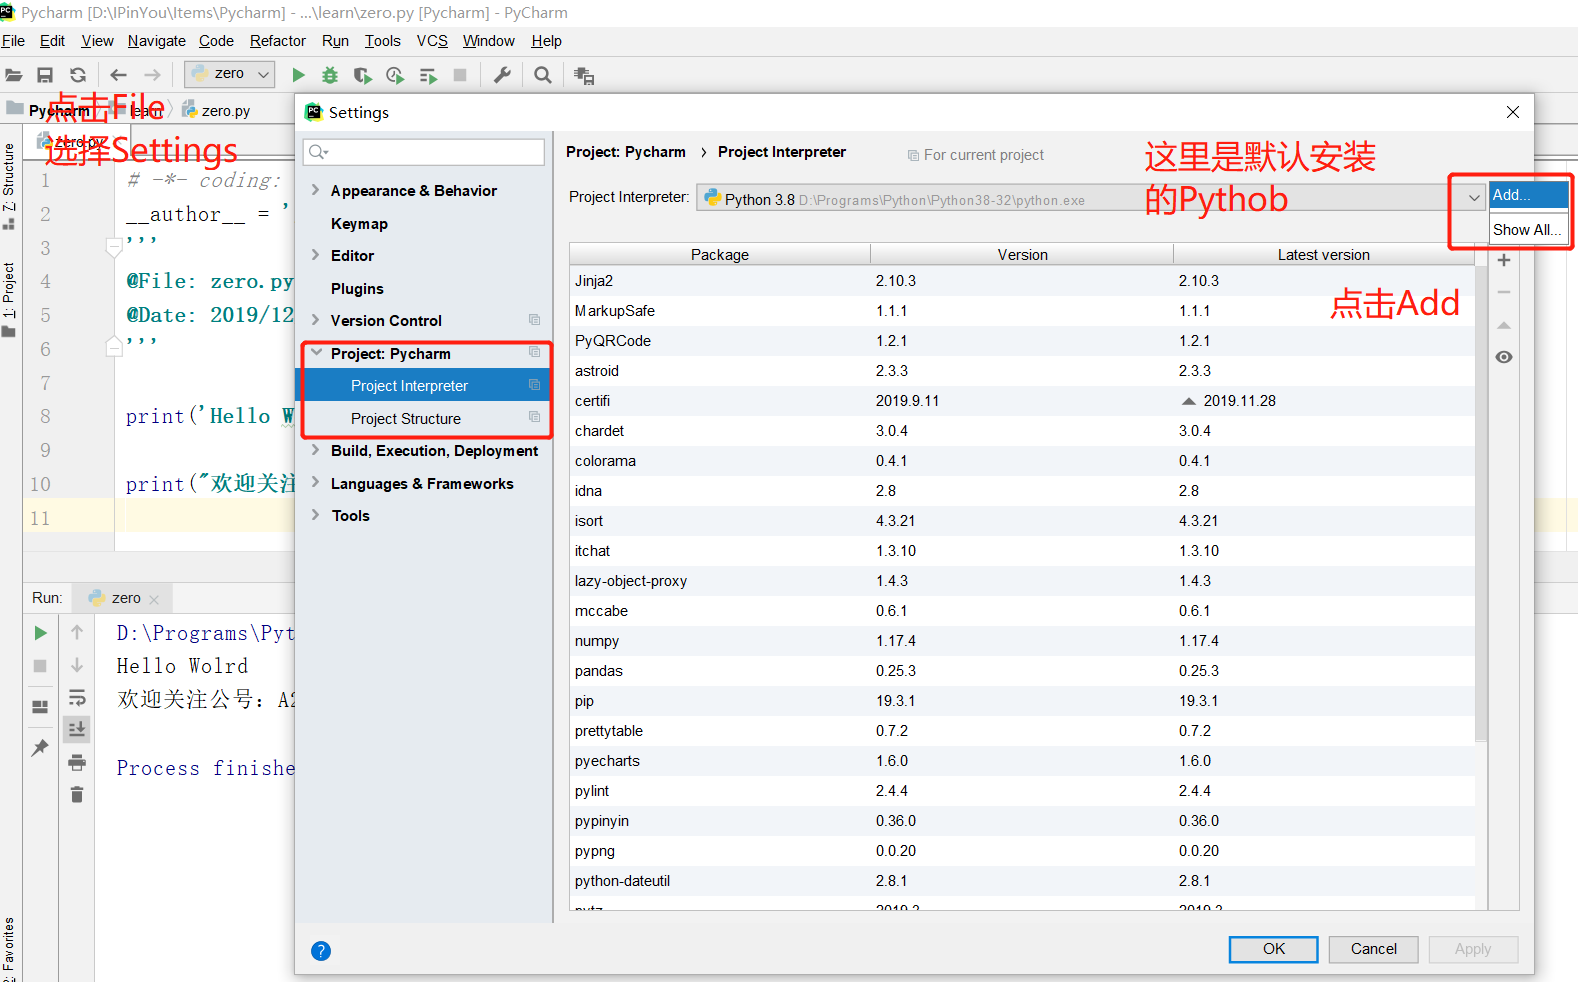 Pycharm [D:\IPinYou\Items\Pycharm] - ...\learn\zero.py [Pycharm] - PyCharm
File Edit View Navigate Code Refactor Run Tools VCS Window Help
zero
Pycharm learn zero.py
点击File
选择Settings
zero.py
Z: Structure
1: Project
2: Favorites
1 # -*- coding:
2 __author__ = '
3 '''
4 @File: zero.py
5 @Date: 2019/12
6 '''
7
8 print('Hello W
9
10 print("欢迎关注
11
Run: zero
D:\Programs\Pyt
Hello Wolrd
欢迎关注公号：A2
Process finishe
Settings
Appearance & Behavior
Keymap
Editor
Plugins
Version Control
Project: Pycharm
Project Interpreter
Project Structure
Build, Execution, Deployment
Languages & Frameworks
Tools
Project: Pycharm › Project Interpreter For current project
这里是默认安装
的Pythob
Project Interpreter: Python 3.8 D:\Programs\Python\Python38-32\python.exe
Add...
Show All...
点击Add
Package Version Latest version
Jinja2 2.10.3 2.10.3
MarkupSafe 1.1.1 1.1.1
PyQRCode 1.2.1 1.2.1
astroid 2.3.3 2.3.3
certifi 2019.9.11 2019.11.28
chardet 3.0.4 3.0.4
colorama 0.4.1 0.4.1
idna 2.8 2.8
isort 4.3.21 4.3.21
itchat 1.3.10 1.3.10
lazy-object-proxy 1.4.3 1.4.3
mccabe 0.6.1 0.6.1
numpy 1.17.4 1.17.4
pandas 0.25.3 0.25.3
pip 19.3.1 19.3.1
prettytable 0.7.2 0.7.2
pyecharts 1.6.0 1.6.0
pylint 2.4.4 2.4.4
pypinyin 0.36.0 0.36.0
pypng 0.0.20 0.0.20
python-dateutil 2.8.1 2.8.1
pytz 2019.3 2019.3
OK Cancel Apply